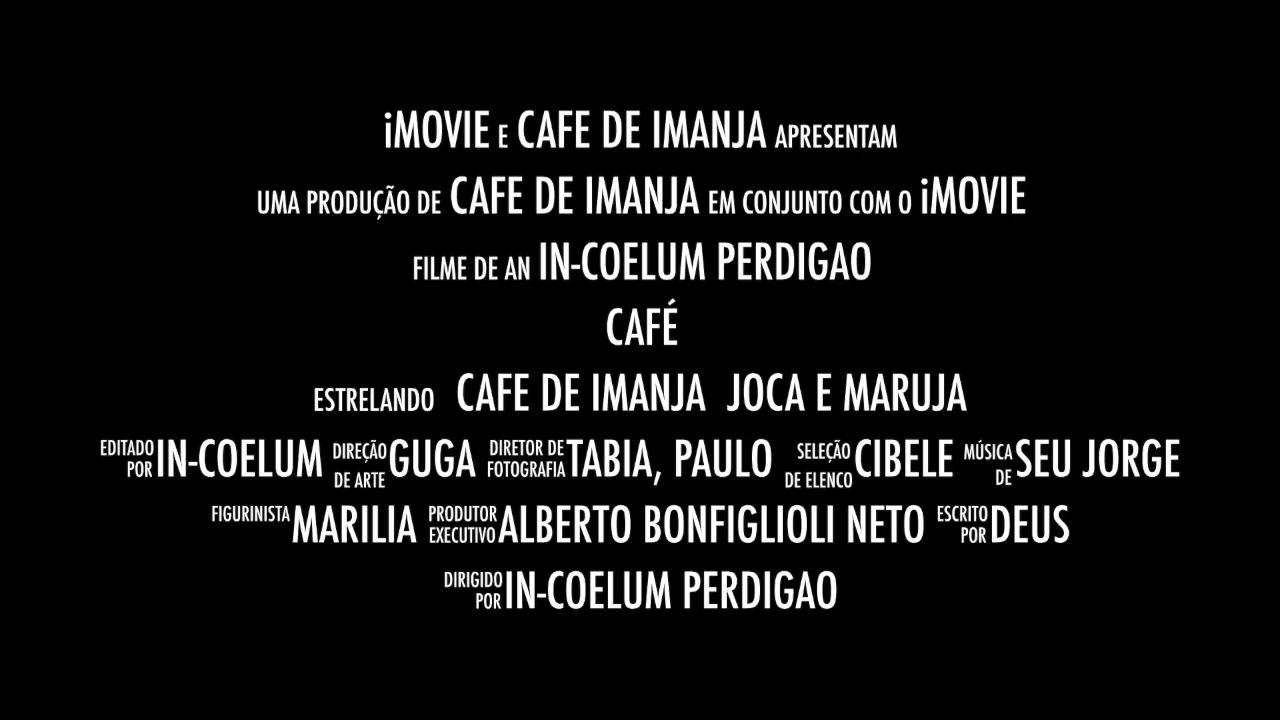 iMOVIE E CAFE DE IMANJA APRESENTAM
UMA PRODUÇÃO DE CAFE DE IMANJA EM CONJUNTO COM O iMOVIE
FILME DE AN IN-COELUM PERDIGAO
CAFÉ
ESTRELANDO CAFE DE IMANJA JOCA E MARUJA
EDITADO POR IN-COELUM DIREÇÃO DE ARTE GUGA DIRETOR DE FOTOGRAFIA TABIA, PAULO SELEÇÃO DE ELENCO CIBELE MÚSICA DE SEU JORGE
FIGURINISTA MARILIA PRODUTOR EXECUTIVO ALBERTO BONFIGLIOLI NETO ESCRITO POR DEUS
DIRIGIDO POR IN-COELUM PERDIGAO